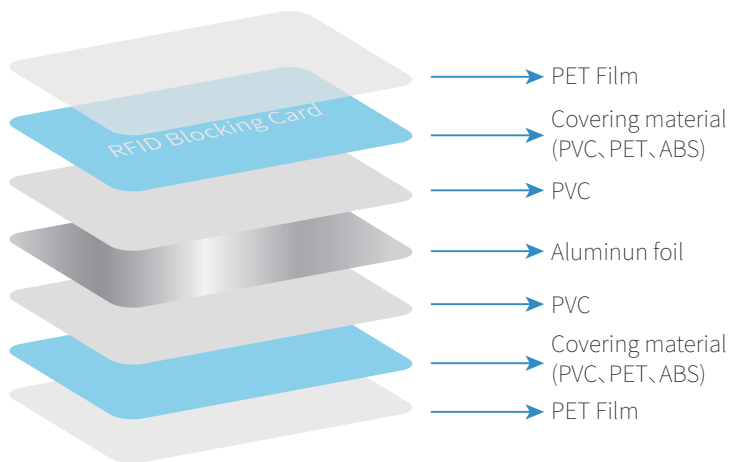 PET Film
RFID Blocking Card
Covering material
(PVC、PET、ABS)
PVC
Aluminun foil
PVC
Covering material
(PVC、PET、ABS)
PET Film